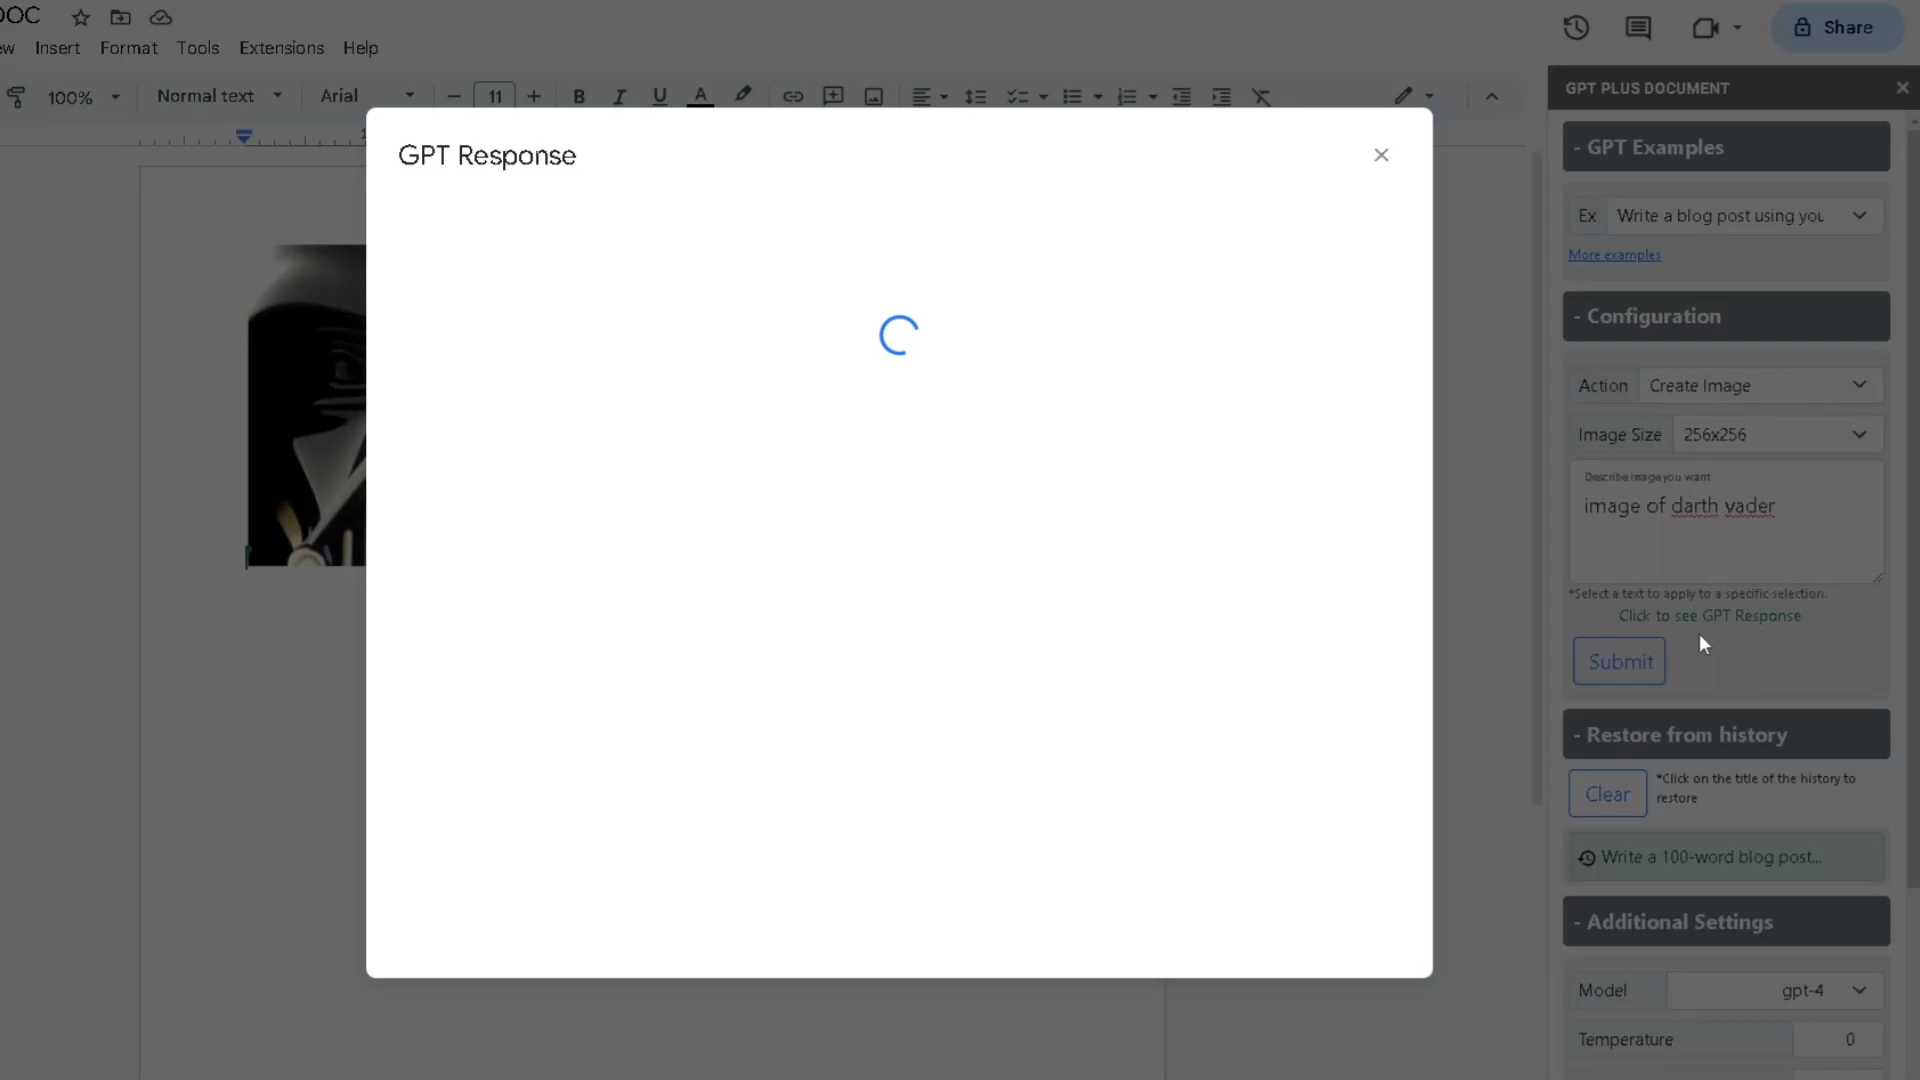 DOC
Share
ew Insert Format Tools Extensions Help
100% Normal text Arial 11 B I U A
GPT PLUS DOCUMENT
- GPT Examples
Ex Write a blog post using you
More examples
- Configuration
Action Create Image
Image Size 256x256
Describe image you want
image of darth vader
*Select a text to apply to a specific selection.
Click to see GPT Response
Submit
- Restore from history
Clear
*Click on the title of the history to
restore
Write a 100-word blog post...
- Additional Settings
Model gpt-4
Temperature 0
GPT Response